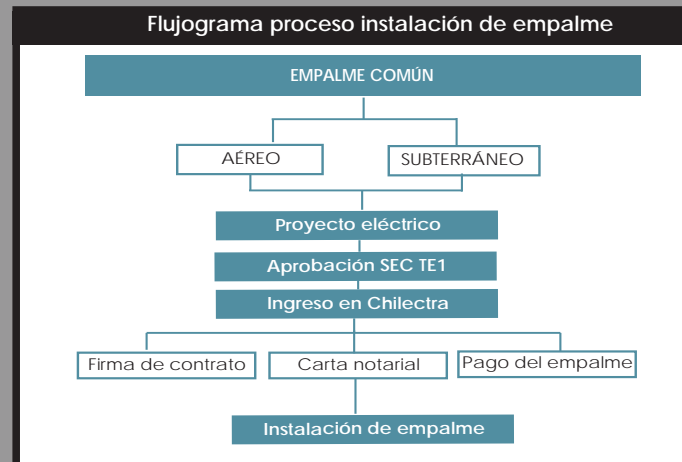 Flujograma proceso instalación de empalme
EMPALME COMÚN
AÉREO
SUBTERRÁNEO
Proyecto eléctrico
Aprobación SEC TE1
Ingreso en Chilectra
Firma de contrato
Carta notarial
Pago del empalme
Instalación de empalme